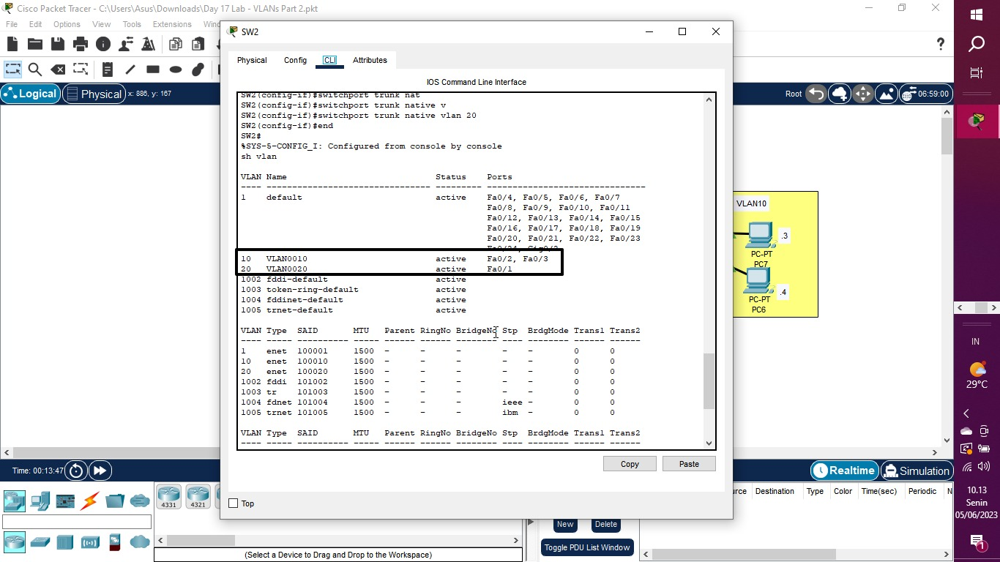 Cisco Packet Tracer - C:\Users\Asus\Downloads\Day 17 Lab - VLANs Part 2.pkt
File Edit Options View Tools Extensions
SW2
Physical Config CLI Attributes
IOS Command Line Interface
Logical Physical x: 886, y: 167
Root 06:59:00
SW2(config-if)#switchport trunk nat
SW2(config-if)#switchport trunk native v
SW2(config-if)#switchport trunk native vlan 20
SW2(config-if)#end
SW2#
%SYS-5-CONFIG_I: Configured from console by console
sh vlan
VLAN Name Status Ports
---- -------------------------------- --------- -------------------------------
1 default active Fa0/4, Fa0/5, Fa0/6, Fa0/7
Fa0/8, Fa0/9, Fa0/10, Fa0/11
Fa0/12, Fa0/13, Fa0/14, Fa0/15
Fa0/16, Fa0/17, Fa0/18, Fa0/19
Fa0/20, Fa0/21, Fa0/22, Fa0/23
10 VLAN0010 active Fa0/2, Fa0/3
20 VLAN0020 active Fa0/1
1002 fddi-default active
1003 token-ring-default active
1004 fddinet-default active
1005 trnet-default active
VLAN Type SAID MTU Parent RingNo BridgeNo Stp BrdgMode Trans1 Trans2
---- ----- ---------- ----- ------ ------ -------- ---- -------- ------ ------
1 enet 100001 1500 - - - - - 0 0
10 enet 100010 1500 - - - - - 0 0
20 enet 100020 1500 - - - - - 0 0
1002 fddi 101002 1500 - - - - - 0 0
1003 tr 101003 1500 - - - - - 0 0
1004 fdnet 101004 1500 - - - ieee - 0 0
1005 trnet 101005 1500 - - - ibm - 0 0
VLAN Type SAID MTU Parent RingNo BridgeNo Stp BrdgMode Trans1 Trans2
---- ----- ---------- ----- ------ ------ -------- ---- -------- ------ ------
Copy Paste
Top
VLAN10
.3
PC-PT
PC7
.4
PC-PT
PC6
Time: 00:13:47
Realtime Simulation
4331 4321
(Select a Device to Drag and Drop to the Workspace)
New Delete
Toggle PDU List Window
Destination Type Color Time(sec) Periodic N
IN
29°C
10.13
Senin
05/06/2023
1